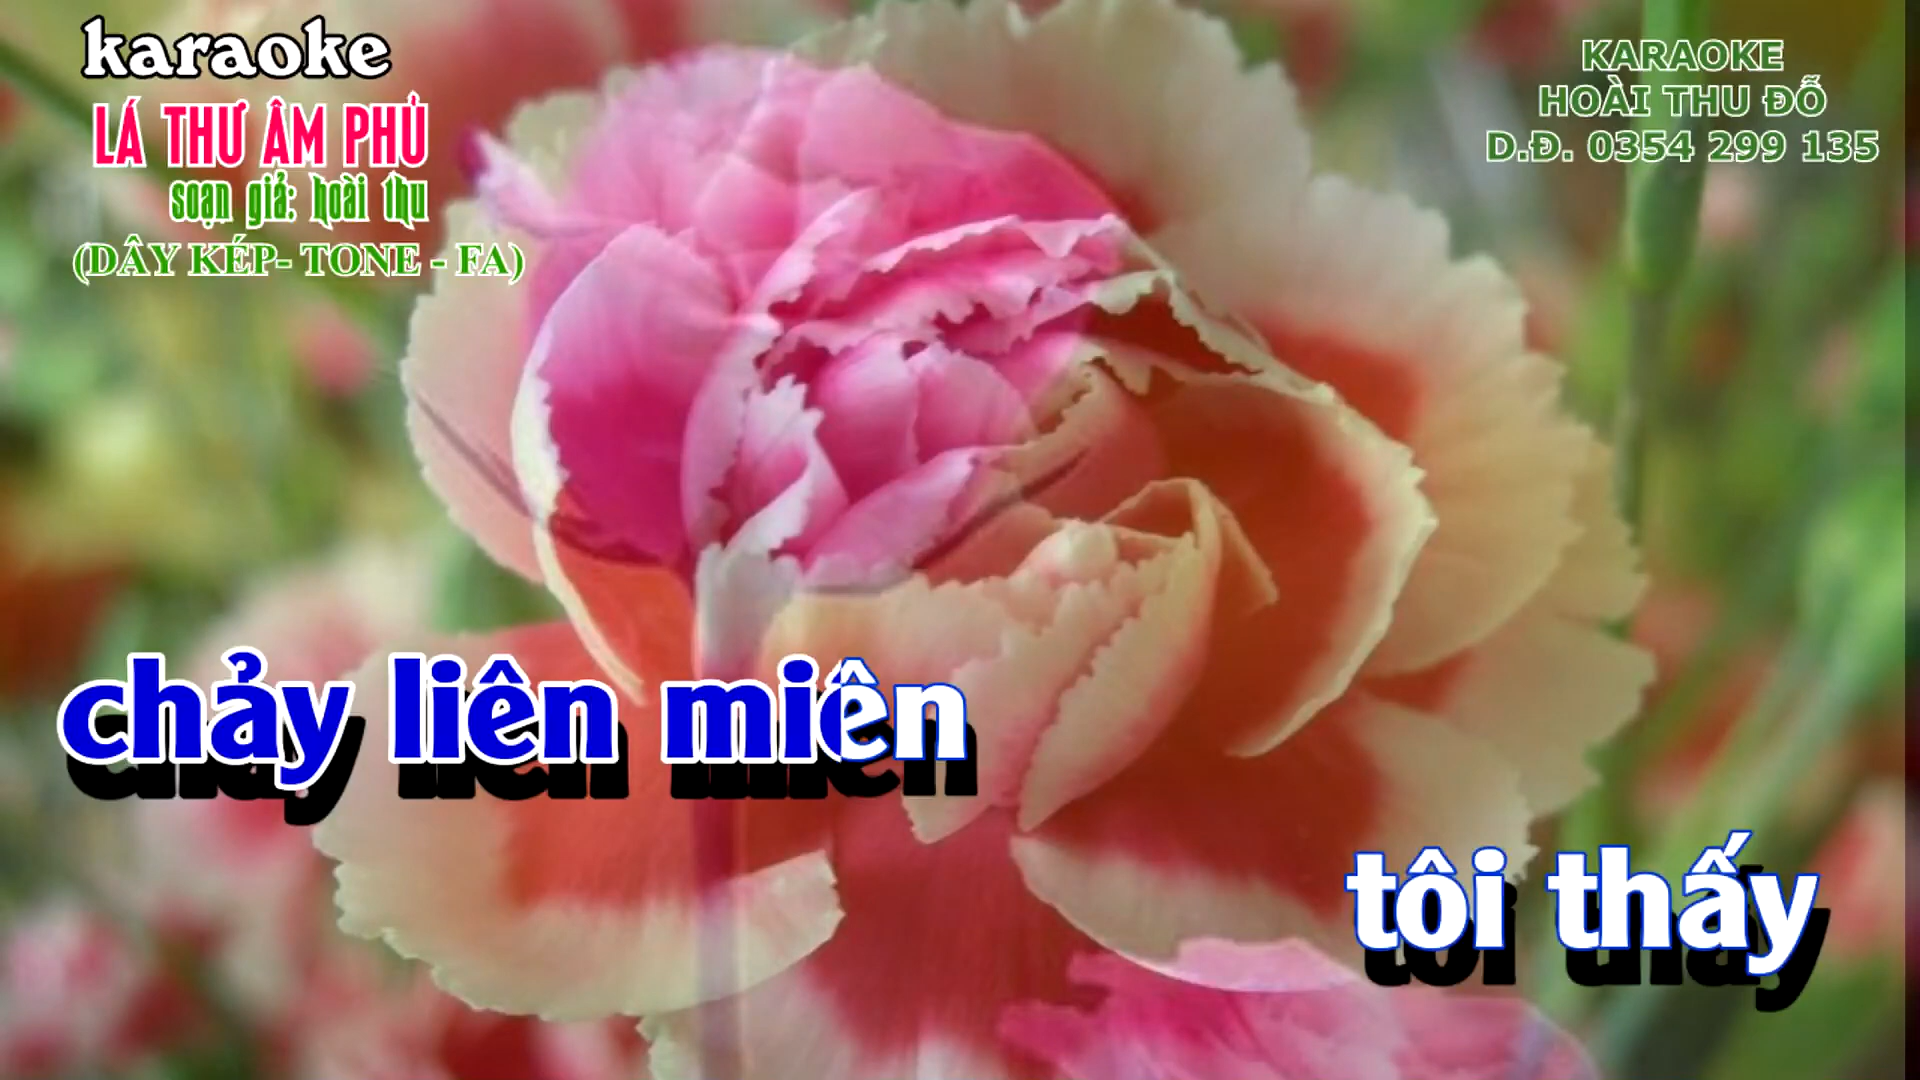 karaoke
LÁ THƯ ÂM PHỦ
soạn giả: hoài thu
(DÂY KÉP- TONE - FA)
KARAOKE
HOÀI THU ĐỖ
D.Đ. 0354 299 135
chảy liên miên
tôi thấy